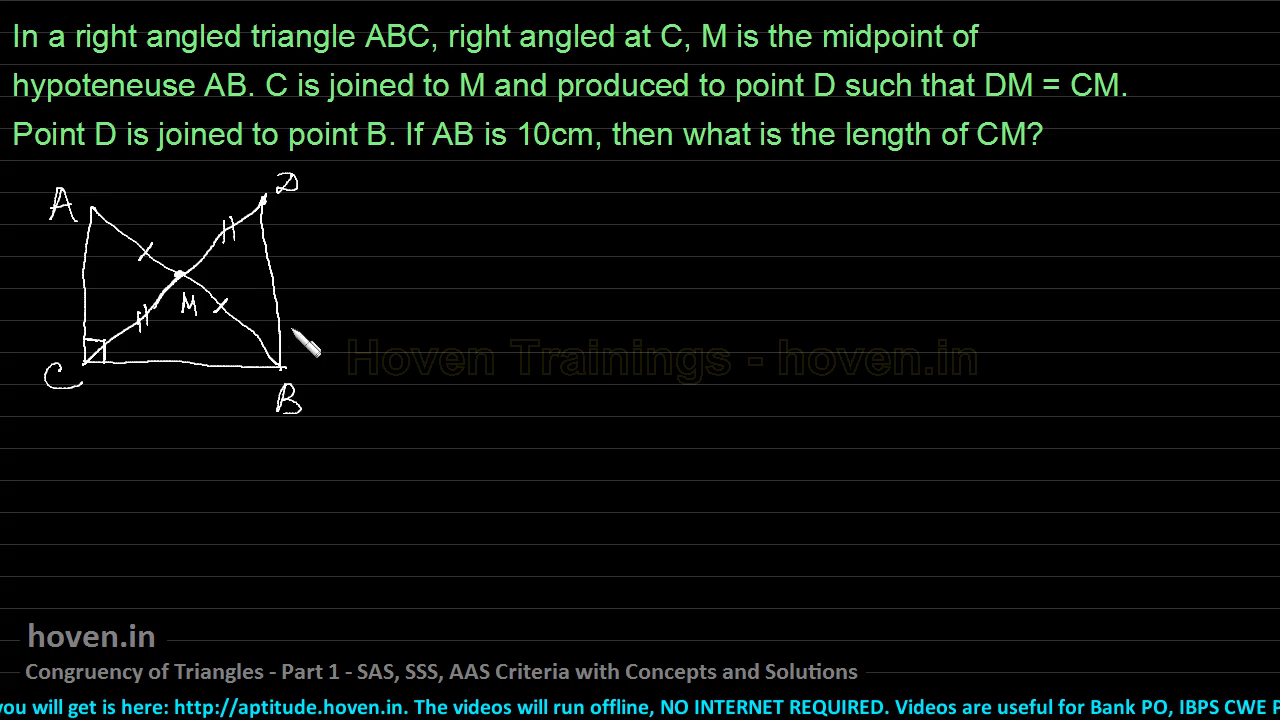 In a right angled triangle ABC, right angled at C, M is the midpoint of
hypoteneuse AB. C is joined to M and produced to point D such that DM = CM.
Point D is joined to point B. If AB is 10cm, then what is the length of CM?
D
A
M
C
B
Hoven Trainings - hoven.in
hoven.in
Congruency of Triangles - Part 1 - SAS, SSS, AAS Criteria with Concepts and Solutions
you will get is here: http://aptitude.hoven.in. The videos will run offline, NO INTERNET REQUIRED. Videos are useful for Bank PO, IBPS CWE P